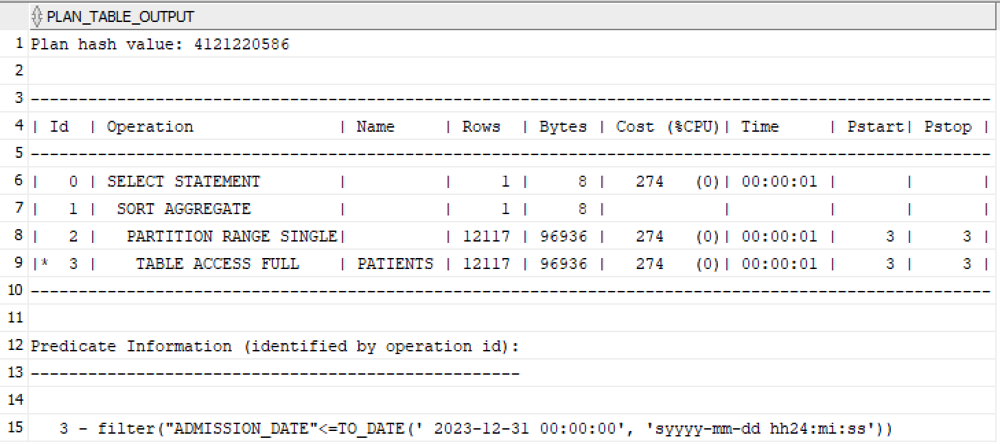 PLAN_TABLE_OUTPUT
1 Plan hash value: 4121220586
2
3 ----------------------------------------------------------------------------------------------------
4 | Id  | Operation               | Name     | Rows  | Bytes | Cost (%CPU)| Time     | Pstart| Pstop |
5 ----------------------------------------------------------------------------------------------------
6 |   0 | SELECT STATEMENT        |          |     1 |     8 |   274   (0)| 00:00:01 |       |       |
7 |   1 |  SORT AGGREGATE         |          |     1 |     8 |            |          |       |       |
8 |   2 |   PARTITION RANGE SINGLE|          | 12117 | 96936 |   274   (0)| 00:00:01 |     3 |     3 |
9 |*  3 |    TABLE ACCESS FULL    | PATIENTS | 12117 | 96936 |   274   (0)| 00:00:01 |     3 |     3 |
10 ----------------------------------------------------------------------------------------------------
11
12 Predicate Information (identified by operation id):
13 ---------------------------------------------------
14
15    3 - filter("ADMISSION_DATE"<=TO_DATE(' 2023-12-31 00:00:00', 'syyyy-mm-dd hh24:mi:ss'))